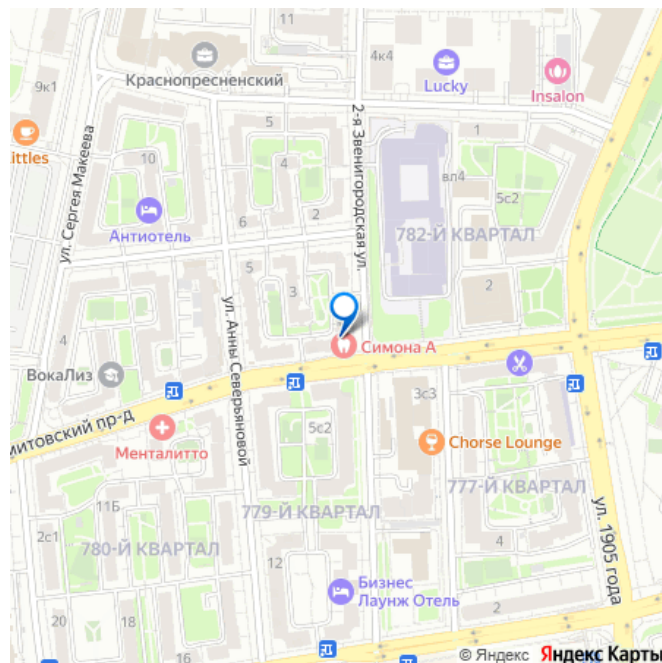 11
4к4
Краснопресненский
Lucky
Insalon
9к1
ул. Сергея Макеева
5
1
ittles
10
4
2-я Звенигородская ул.
вл4
5с2
Антиотель
6
2
782-Й КВАРТАЛ
5
3
2
ул. Анны Северьяновой
4
Симона А
ВокаЛиз
митовский пр-д
3с3
Менталитто
5с2
Chorse Lounge
11Б
779-Й КВАРТАЛ
777-Й КВАРТАЛ
2с1
780-Й КВАРТАЛ
4
ул. 1905 года
12
Бизнес
Лаунж Отель
20
18
2
16
© Яндекс Яндекс Карты